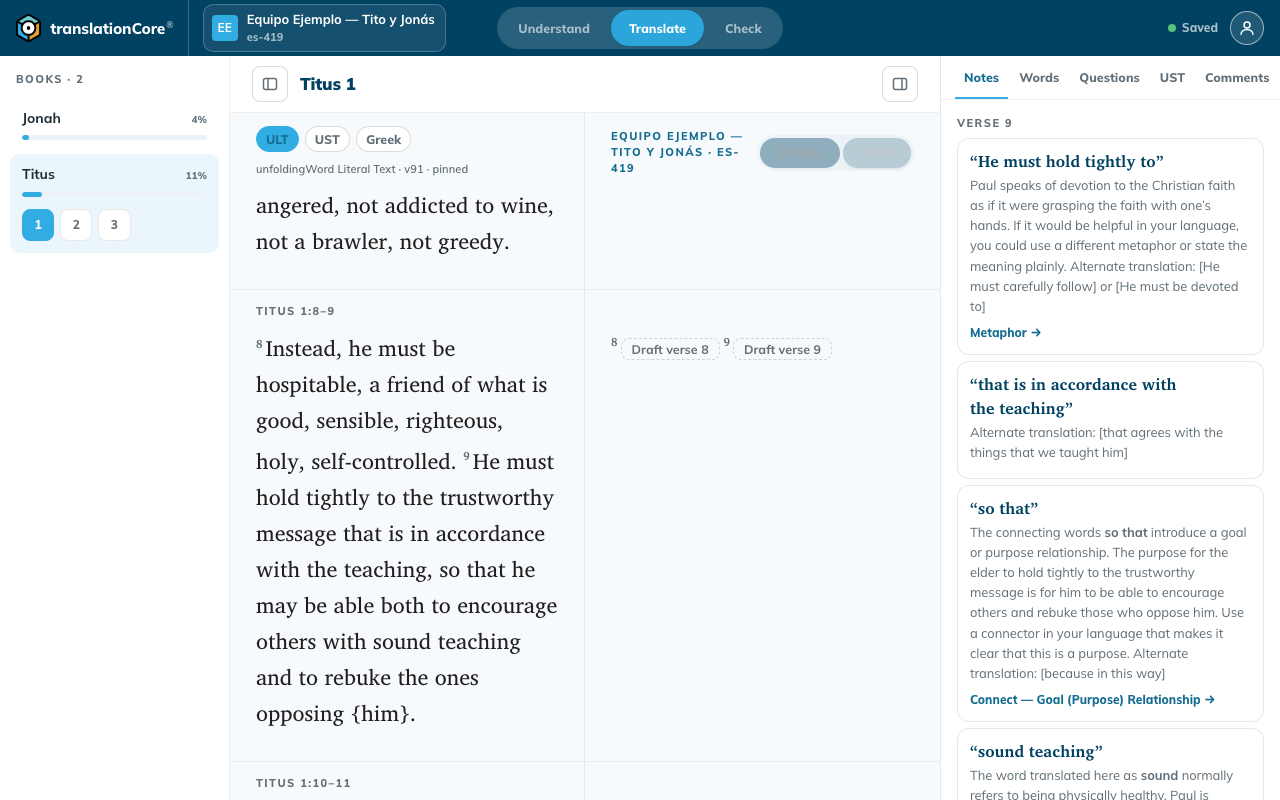 translationCore®
EE
Equipo Ejemplo — Tito y Jonás
es-419
Understand
Translate
Check
Saved
BOOKS · 2
Jonah
4%
Titus
11%
1
2
3
Titus 1
ULT
UST
Greek
unfoldingWord Literal Text · v91 · pinned
angered, not addicted to wine,
not a brawler, not greedy.
TITUS 1:8–9
8 Instead, he must be
hospitable, a friend of what is
good, sensible, righteous,
holy, self-controlled. 9 He must
hold tightly to the trustworthy
message that is in accordance
with the teaching, so that he
may be able both to encourage
others with sound teaching
and to rebuke the ones
opposing {him}.
TITUS 1:10–11
EQUIPO EJEMPLO —
TITO Y JONÁS · ES-
419
8 Draft verse 8 9 Draft verse 9
Notes
Words
Questions
UST
Comments
VERSE 9
“He must hold tightly to”
Paul speaks of devotion to the Christian faith
as if it were grasping the faith with one’s
hands. If it would be helpful in your language,
you could use a different metaphor or state the
meaning plainly. Alternate translation: [He
must carefully follow] or [He must be devoted
to]
Metaphor →
“that is in accordance with
the teaching”
Alternate translation: [that agrees with the
things that we taught him]
“so that”
The connecting words so that introduce a goal
or purpose relationship. The purpose for the
elder to hold tightly to the trustworthy
message is for him to be able to encourage
others and rebuke those who oppose him. Use
a connector in your language that makes it
clear that this is a purpose. Alternate
translation: [because in this way]
Connect — Goal (Purpose) Relationship →
“sound teaching”
The word translated here as sound normally
refers to being physically healthy. Paul is